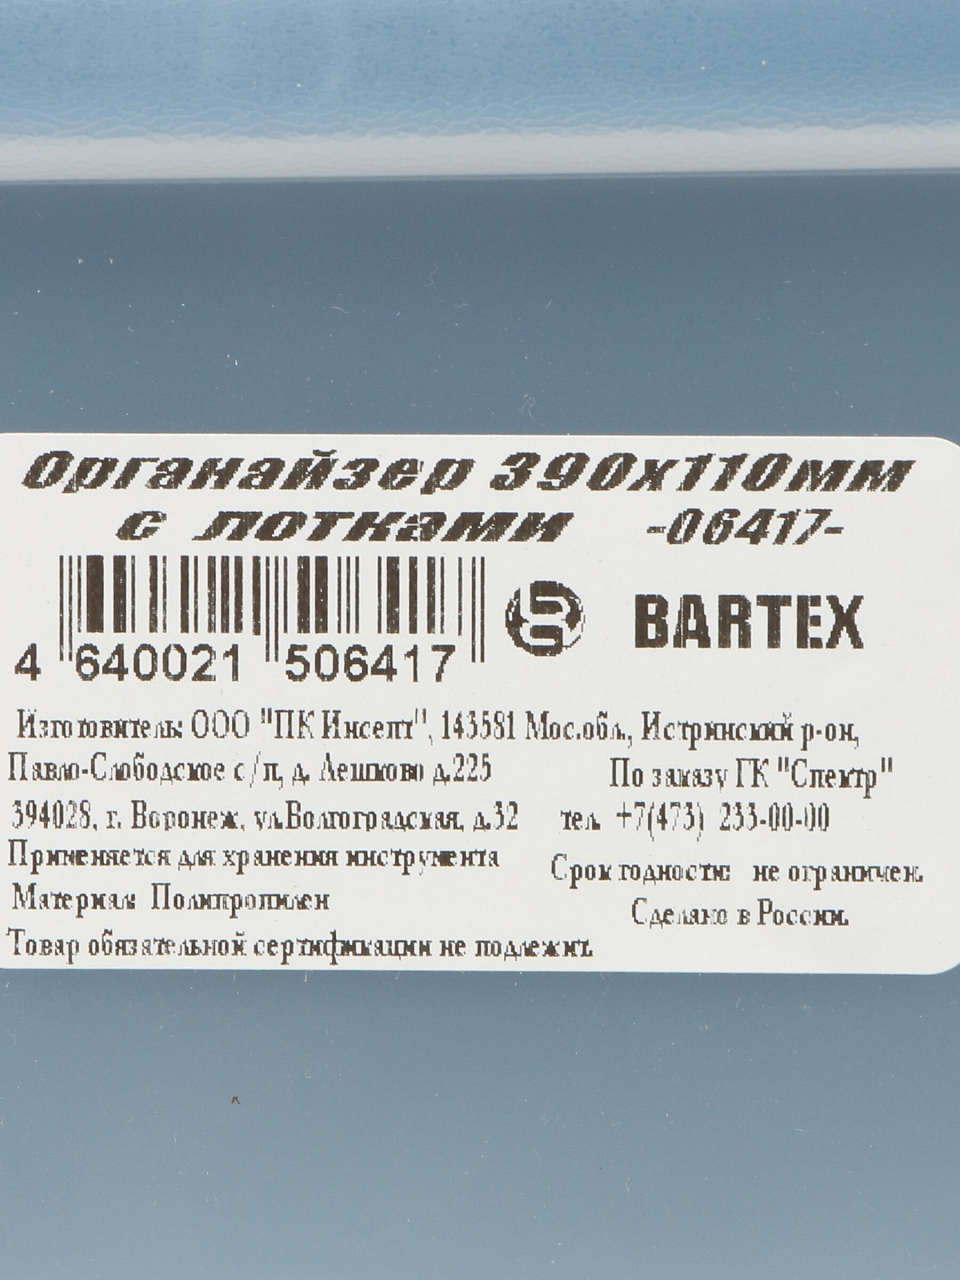 Органайзер 390х110мм
с лотками -06417-
4 640021 506417
BARTEX
Изготовитель: ООО "ПК Инсепт", 143581 Мос.обл., Истринский р-он,
Павло-Слободское с/п, д. Лешково д.225 По заказу ГК "Спектр"
394028, г. Воронеж, ул.Волгоградская, д.32 тел. +7(473) 233-00-00
Применяется для хранения инструмента
Срок годности: не ограничен.
Материал: Полипропилен
Сделано в России.
Товар обязательной сертификации не подлежит.